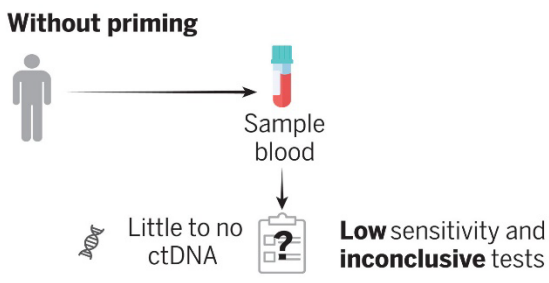 Without priming
Sample
blood
Little to no
ctDNA
?
Low sensitivity and
inconclusive tests